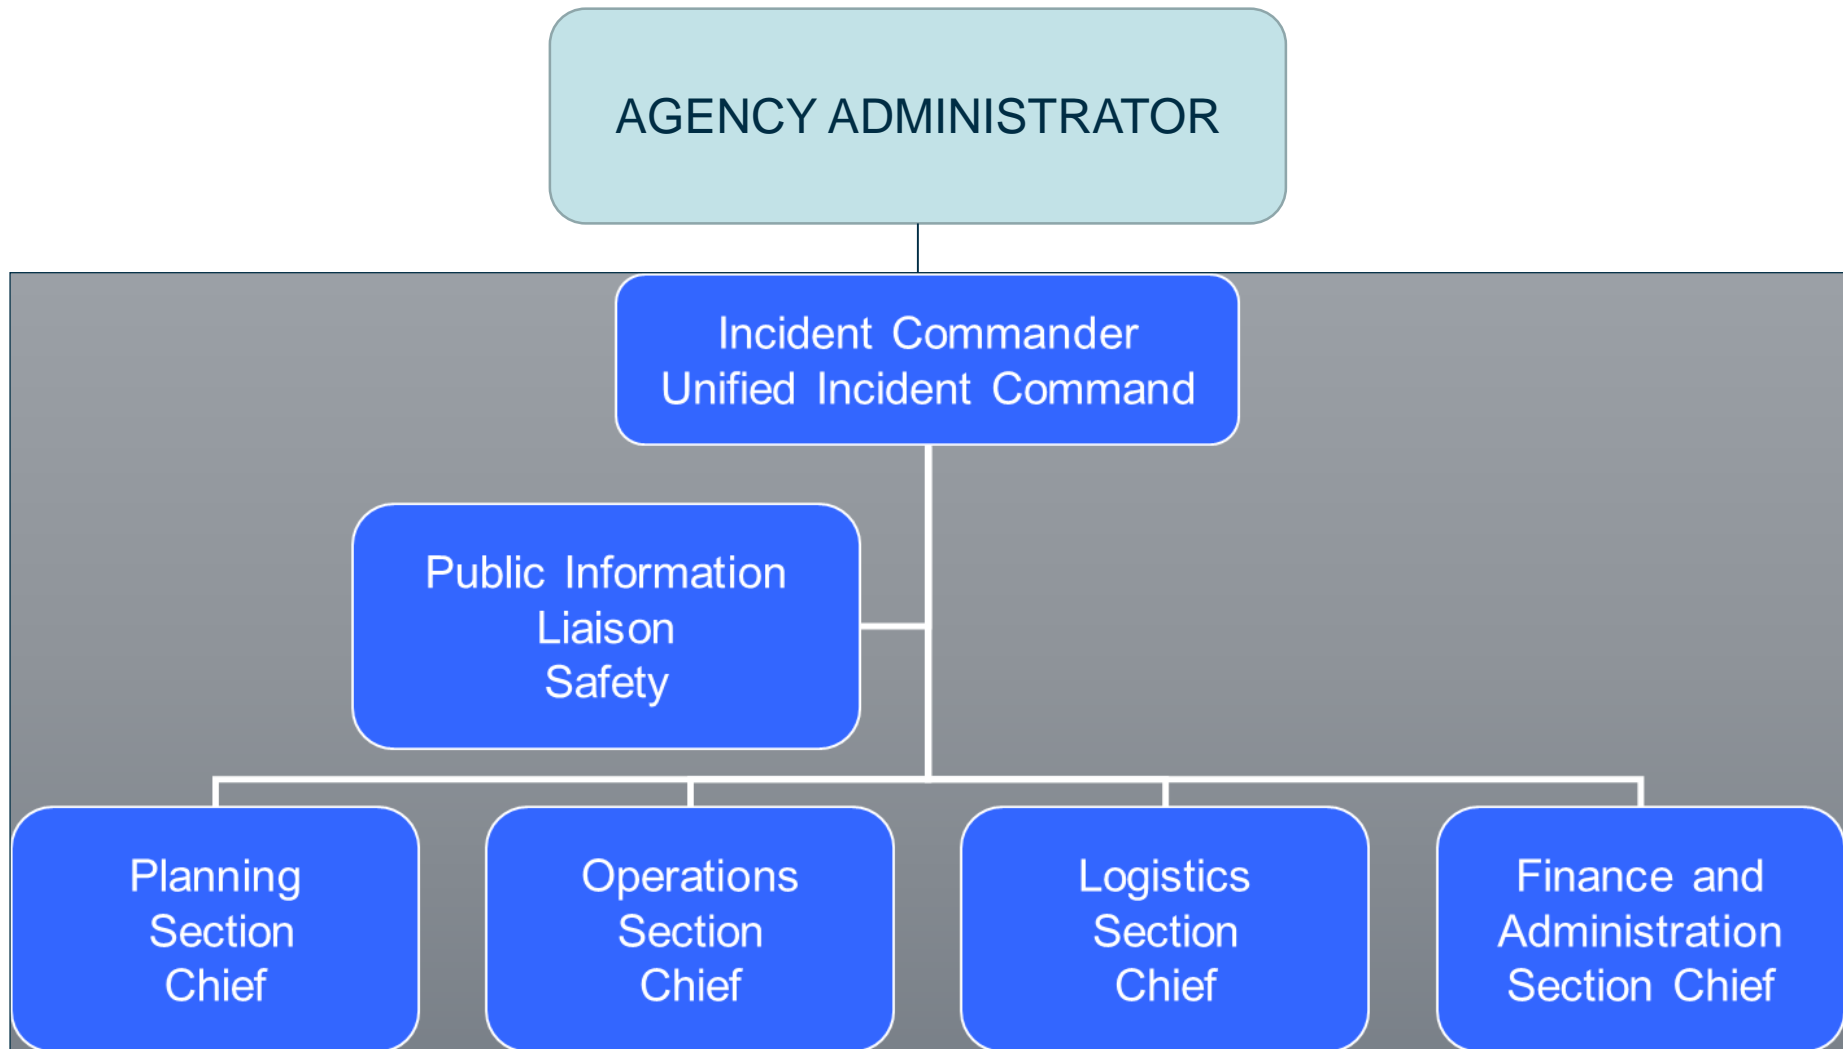 AGENCY ADMINISTRATOR
Incident Commander
Unified Incident Command
Public Information
Liaison
Safety
Planning
Section
Chief
Operations
Section
Chief
Logistics
Section
Chief
Finance and
Administration
Section Chief